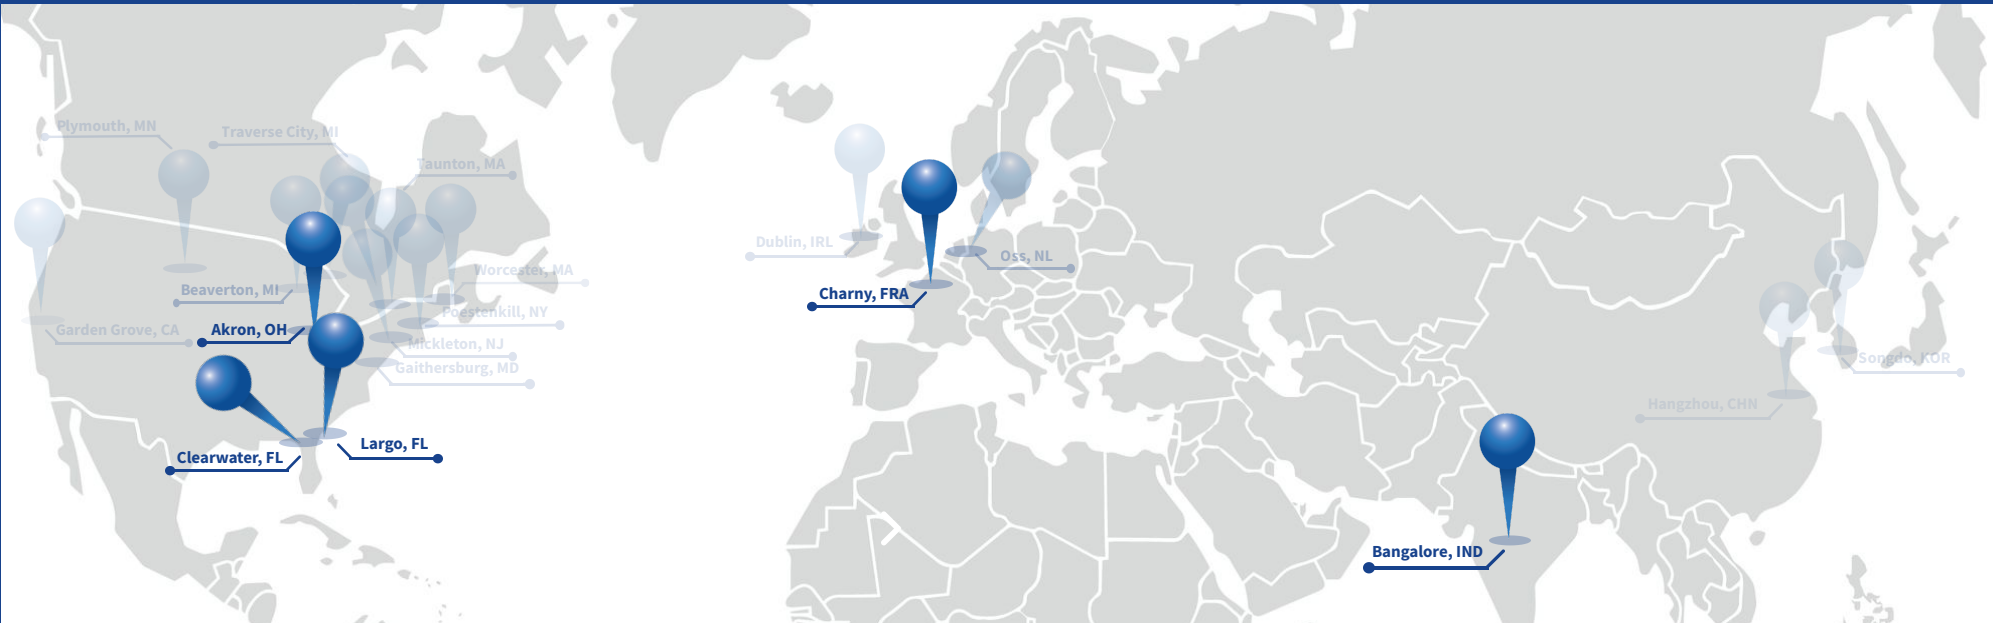 Plymouth, MN
Traverse City, MI
Taunton, MA
Dublin, IRL
Oss, NL
Worcester, MA
Beaverton, MI
Charny, FRA
Poestenkill, NY
Garden Grove, CA
Akron, OH
Mickleton, NJ
Songdo, KOR
Gaithersburg, MD
Hangzhou, CHN
Largo, FL
Clearwater, FL
Bangalore, IND